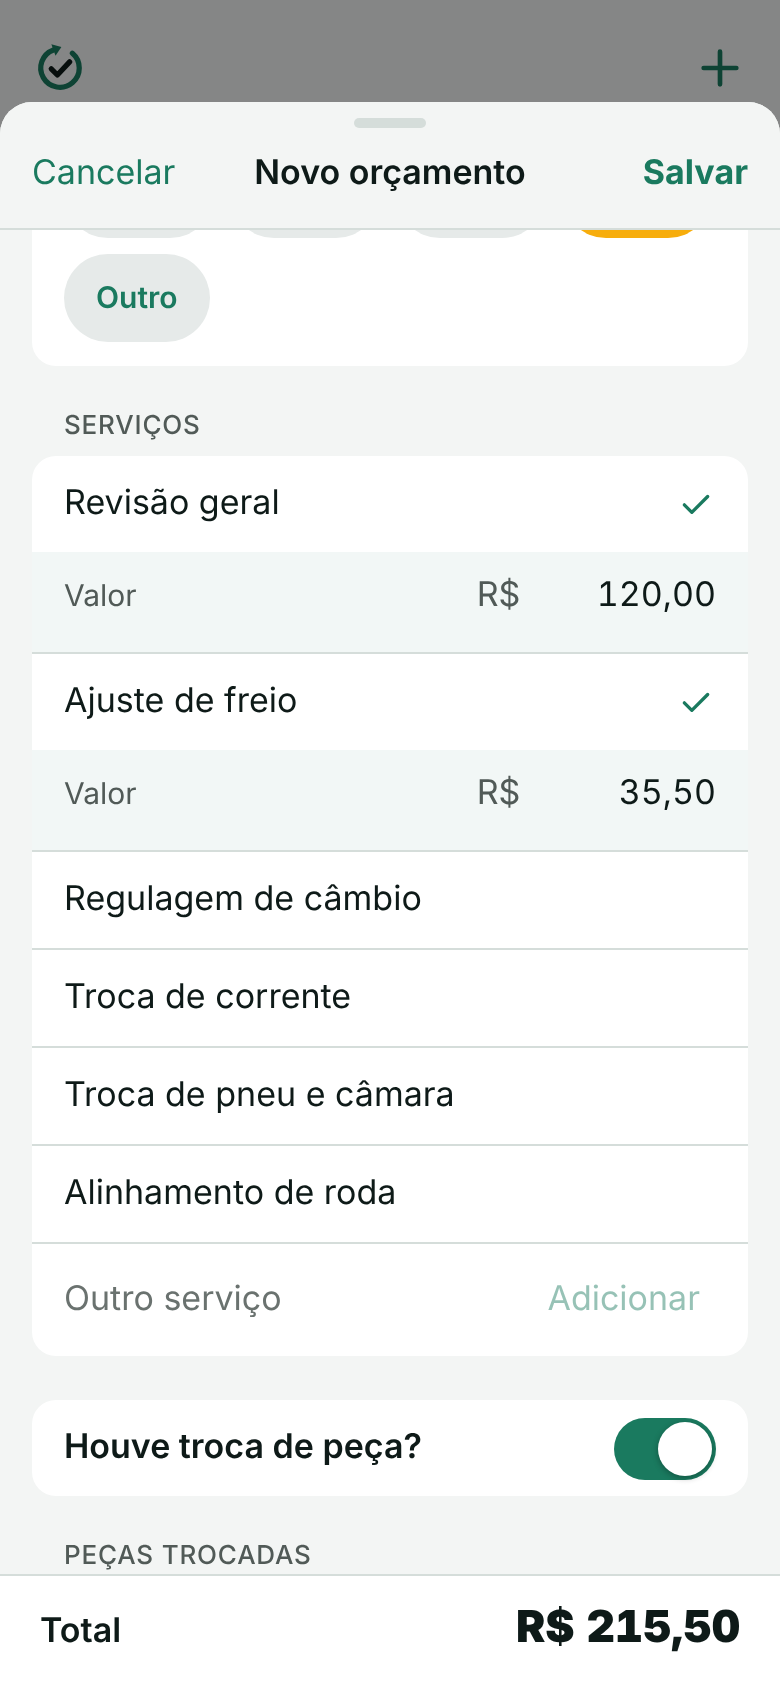 Cancelar Novo orçamento Salvar
Outro
SERVIÇOS
Revisão geral
Valor R$ 120,00
Ajuste de freio
Valor R$ 35,50
Regulagem de câmbio
Troca de corrente
Troca de pneu e câmara
Alinhamento de roda
Outro serviço Adicionar
Houve troca de peça?
PEÇAS TROCADAS
Total R$ 215,50